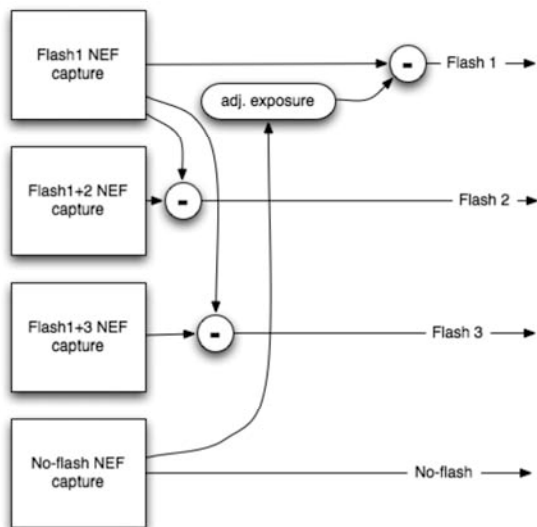 Flash1 NEF
capture
-
Flash 1
adj. exposure
Flash1+2 NEF
capture
-
Flash 2
Flash1+3 NEF
capture
-
Flash 3
No-flash NEF
capture
No-flash